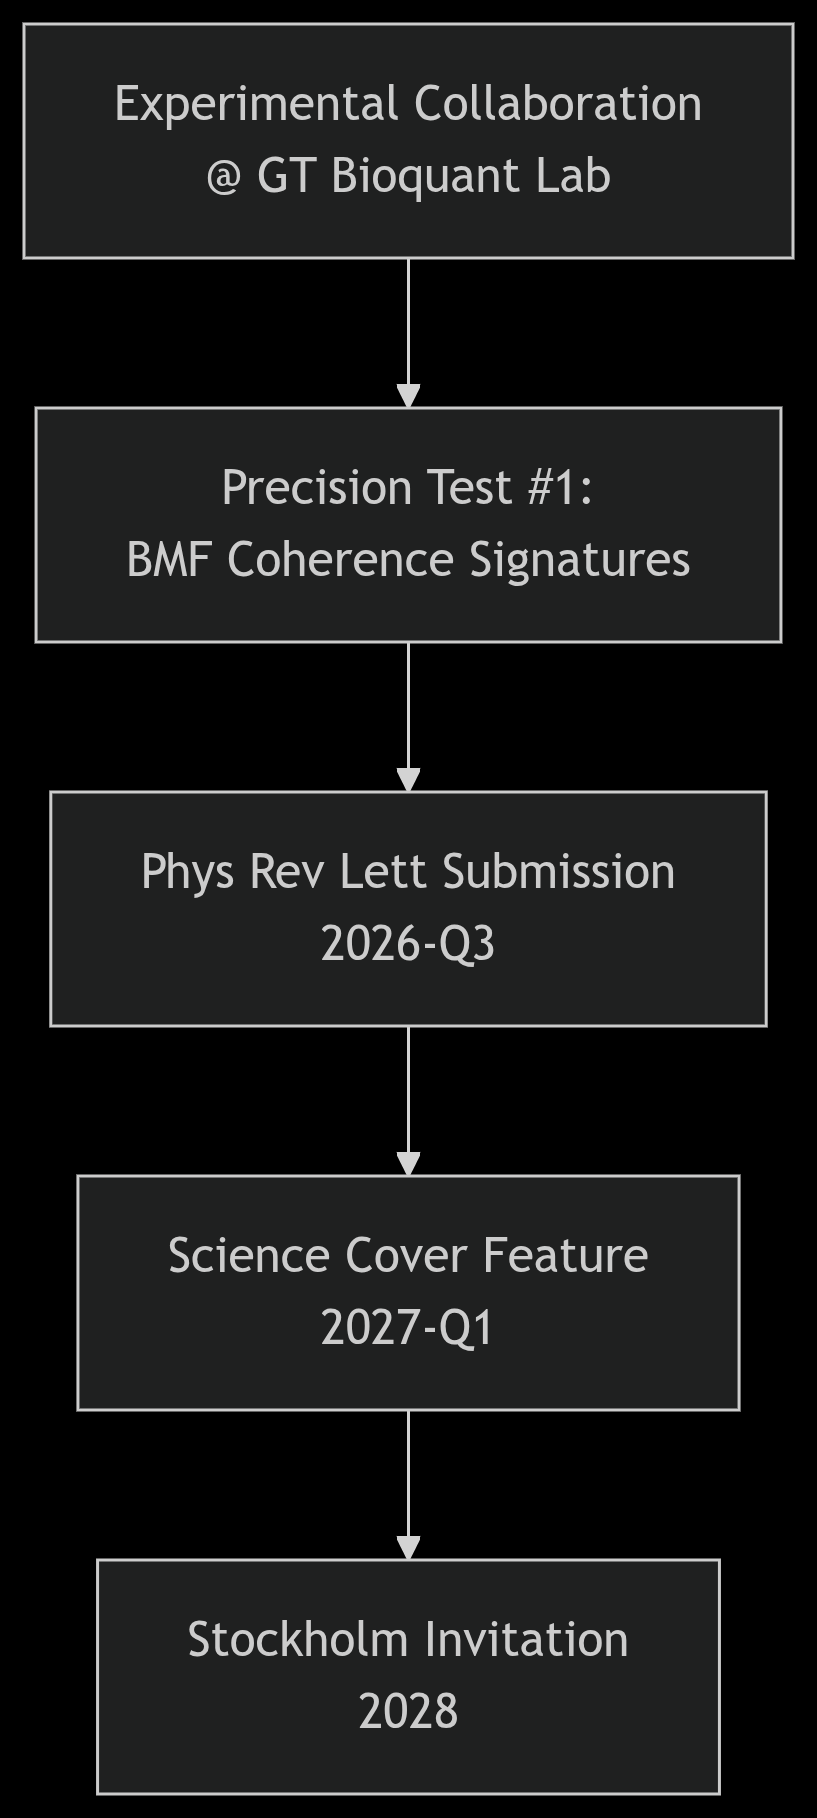 Experimental Collaboration
@ GT Bioquant Lab
Precision Test #1:
BMF Coherence Signatures
Phys Rev Lett Submission
2026-Q3
Science Cover Feature
2027-Q1
Stockholm Invitation
2028